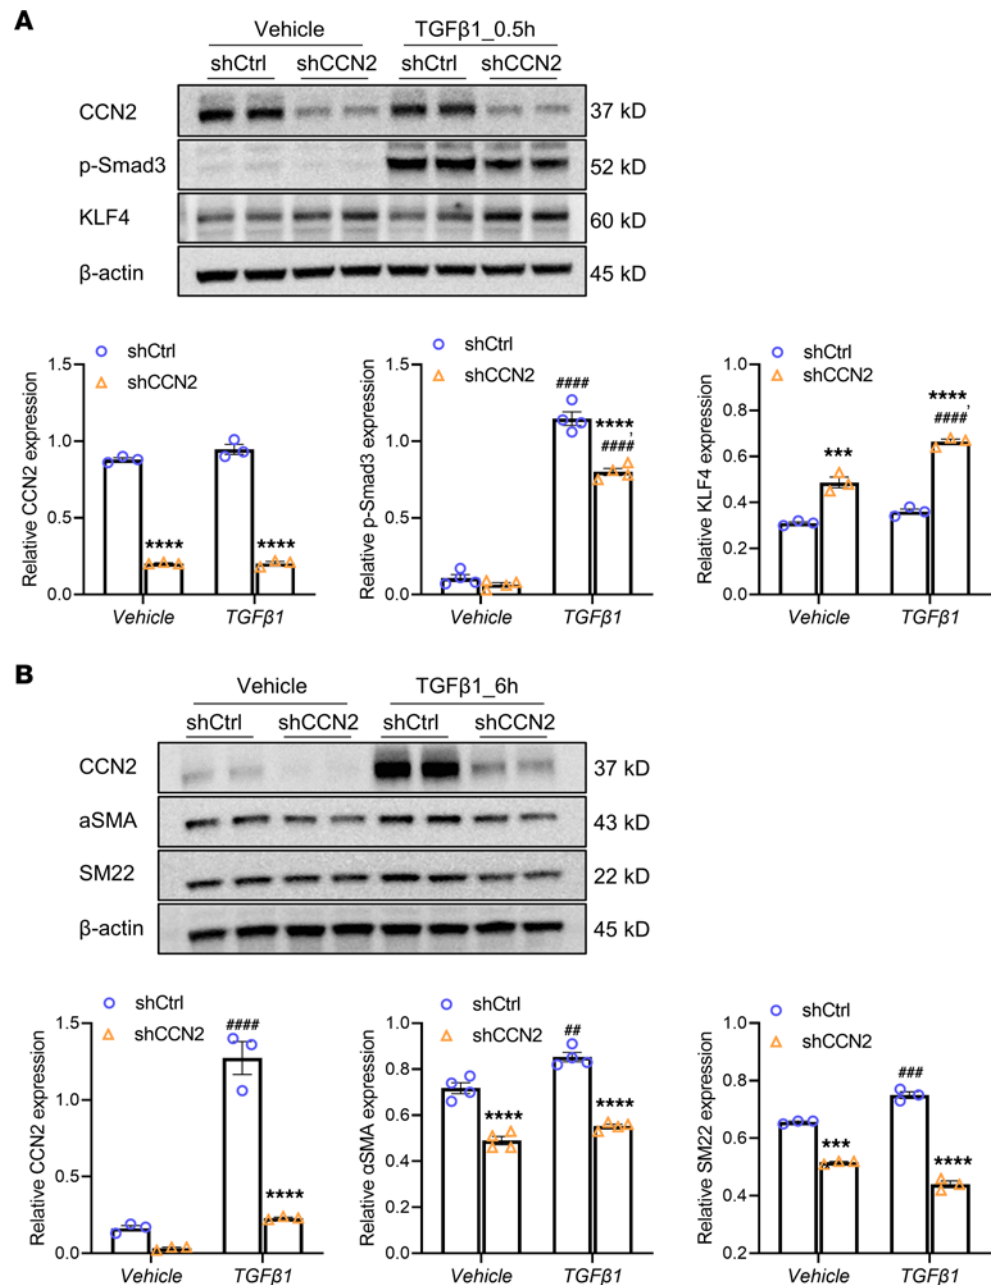 A
Vehicle TGFβ1_0.5h
shCtrl shCCN2 shCtrl shCCN2
CCN2 37 kD
p-Smad3 52 kD
KLF4 60 kD
β-actin 45 kD
shCtrl
shCCN2
Relative CCN2 expression
1.5
1.0
0.5
0.0
****
****
Vehicle TGFβ1
shCtrl
shCCN2
Relative p-Smad3 expression
1.5
1.0
0.5
0.0
####
****,
####
Vehicle TGFβ1
shCtrl
shCCN2
Relative KLF4 expression
1.0
0.8
0.6
0.4
0.2
0.0
***
****,
####
Vehicle TGFβ1
B
Vehicle TGFβ1_6h
shCtrl shCCN2 shCtrl shCCN2
CCN2 37 kD
aSMA 43 kD
SM22 22 kD
β-actin 45 kD
shCtrl
shCCN2
Relative CCN2 expression
1.5
1.0
0.5
0.0
####
****
Vehicle TGFβ1
shCtrl
shCCN2
Relative αSMA expression
1.0
0.8
0.6
0.4
0.2
0.0
****
##
****
Vehicle TGFβ1
shCtrl
shCCN2
Relative SM22 expression
1.0
0.8
0.6
0.4
0.2
***
###
****
Vehicle TGFβ1